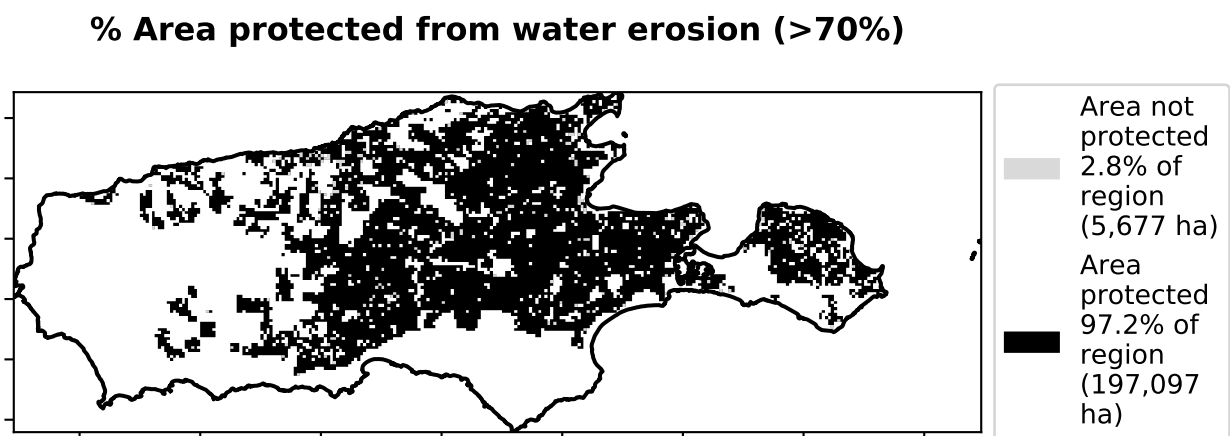 % Area protected from water erosion (>70%)
Area not
protected
2.8% of
region
(5,677 ha)
Area
protected
97.2% of
region
(197,097
ha)